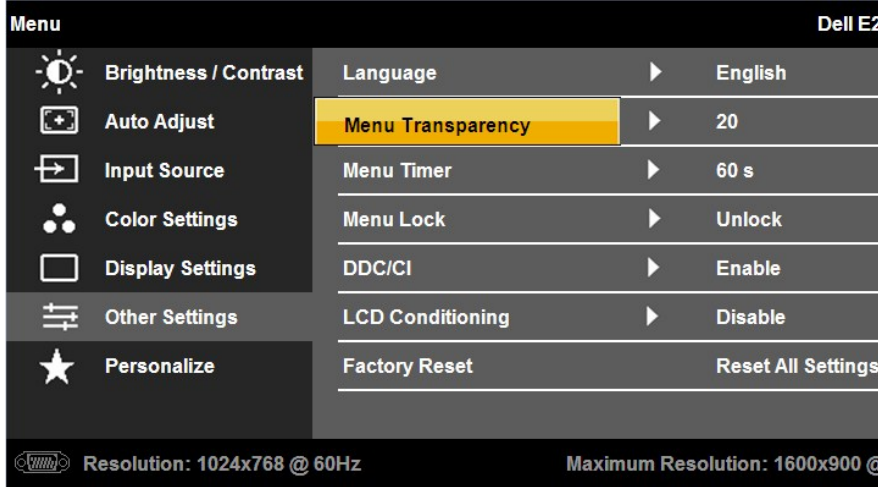 Menu Dell E2
Brightness / Contrast Language English
Auto Adjust Menu Transparency 20
Input Source Menu Timer 60 s
Color Settings Menu Lock Unlock
Display Settings DDC/CI Enable
Other Settings LCD Conditioning Disable
Personalize Factory Reset Reset All Settings
Resolution: 1024x768 @ 60Hz Maximum Resolution: 1600x900 @